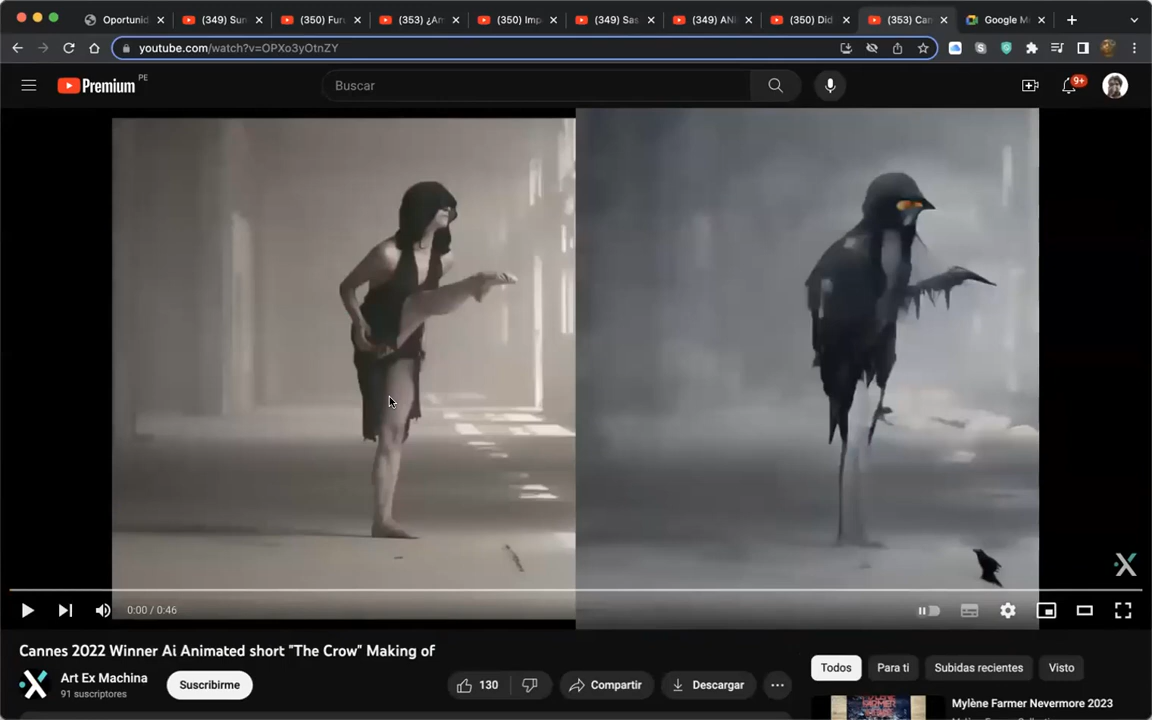 Oportunid
(349) Sun
(350) Fur
(353) ¿An
(350) Imp
(349) Sas
(349) AN
(350) Did
(353) Can
Google M
youtube.com/watch?v=OPXo3yOtnZY
Premium PE
Buscar
9+
0:00 / 0:46
Cannes 2022 Winner Ai Animated short "The Crow" Making of
Art Ex Machina
91 suscriptores
Suscribirme
130
Compartir
Descargar
Todos
Para ti
Subidas recientes
Visto
Mylène Farmer Nevermore 2023